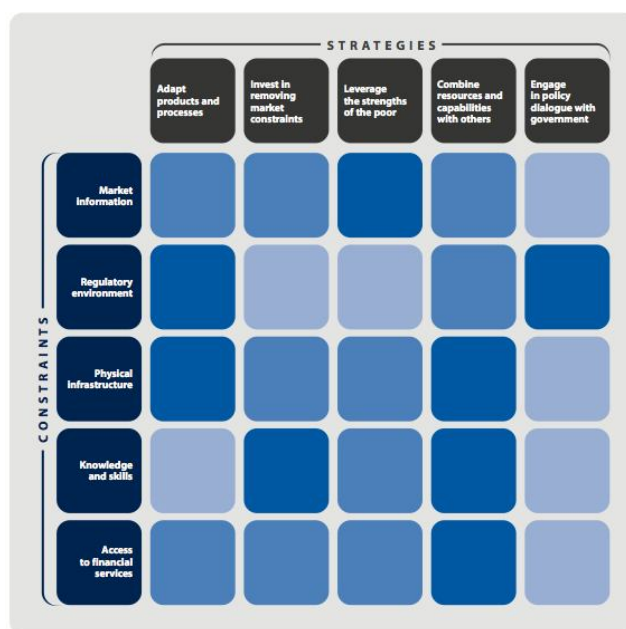 STRATEGIES
Adapt
products and
processes
Invest in
removing
market
constraints
Leverage
the strengths
of the poor
Combine
resources and
capabilities
with others
Engage
in policy
dialogue with
government
CONSTRAINTS
Market
Information
Regulatory
environment
Physical
infrastructure
Knowledge
and skills
Access
to financial
services